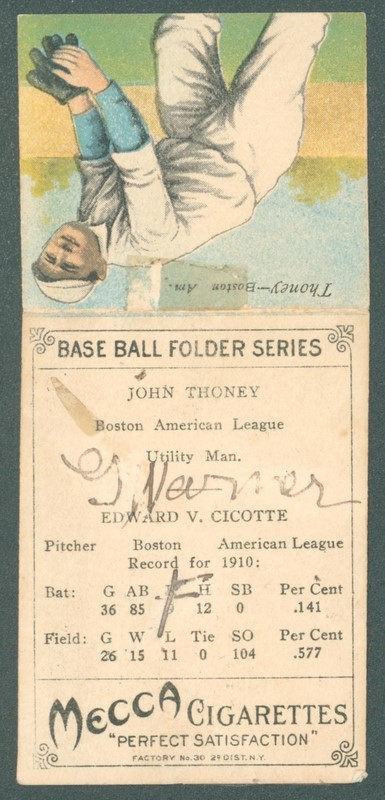 Thoney—Boston Am.
BASE BALL FOLDER SERIES
JOHN THONEY
Boston American League
Utility Man.
EDWARD V. CICOTTE
Pitcher Boston American League
Record for 1910:
Bat: G AB H SB Per Cent
36 85 12 0 .141
Field: G W L Tie SO Per Cent
26 15 11 0 104 .577
MECCA CIGARETTES
"PERFECT SATISFACTION"
FACTORY No. 30 2D DIST. N.Y.